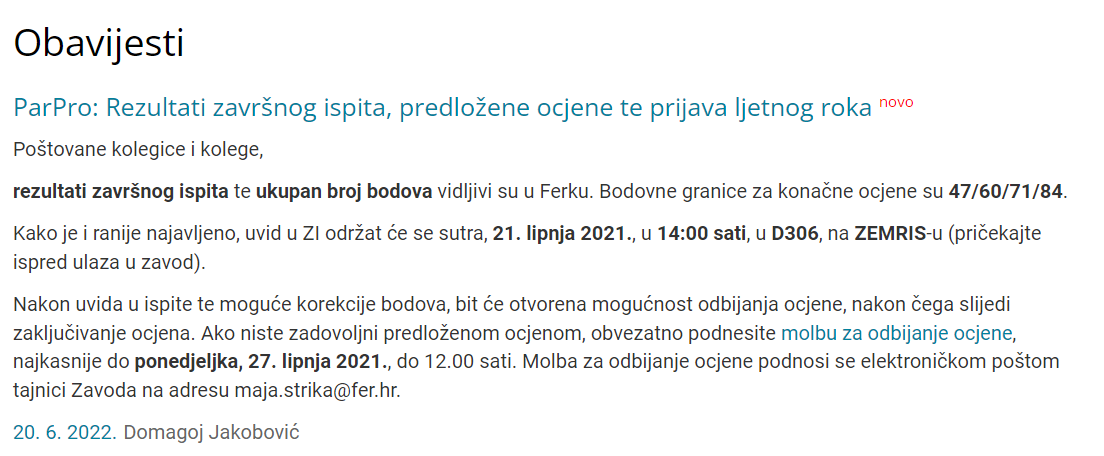 Obavijesti
ParPro: Rezultati završnog ispita, predložene ocjene te prijava ljetnog roka novo
Poštovane kolegice i kolege,
rezultati završnog ispita te ukupan broj bodova vidljivi su u Ferku. Bodovne granice za konačne ocjene su 47/60/71/84.
Kako je i ranije najavljeno, uvid u ZI održat će se sutra, 21. lipnja 2021., u 14:00 sati, u D306, na ZEMRIS-u (pričekajte
ispred ulaza u zavod).
Nakon uvida u ispite te moguće korekcije bodova, bit će otvorena mogućnost odbijanja ocjene, nakon čega slijedi
zaključivanje ocjena. Ako niste zadovoljni predloženom ocjenom, obvezatno podnesite molbu za odbijanje ocjene,
najkasnije do ponedjeljka, 27. lipnja 2021., do 12.00 sati. Molba za odbijanje ocjene podnosi se elektroničkom poštom
tajnici Zavoda na adresu maja.strika@fer.hr.
20. 6. 2022. Domagoj Jakobović